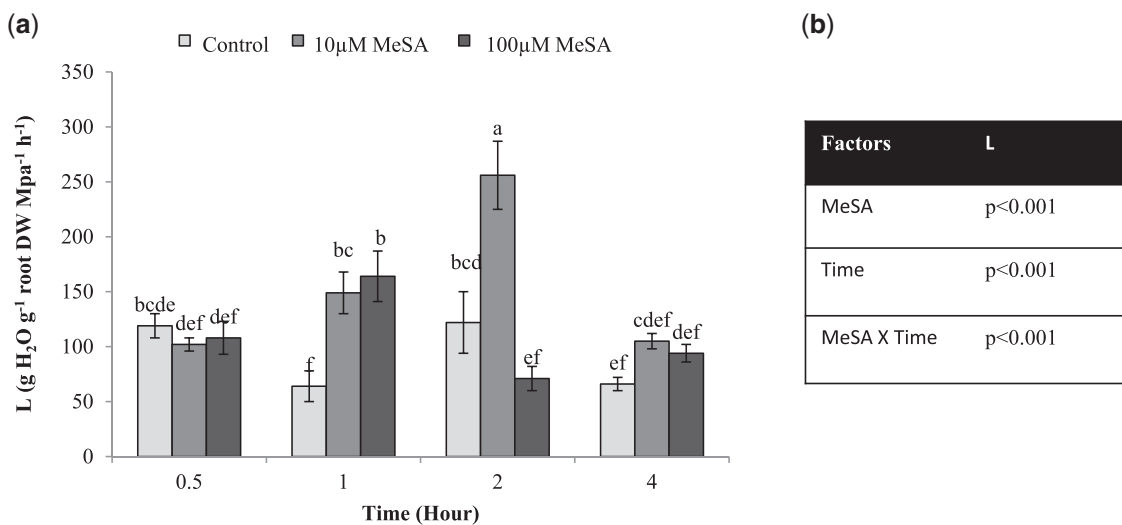 (a)
Control 10µM MeSA 100µM MeSA
L (g H₂O g⁻¹ root DW Mpa⁻¹ h⁻¹)
350
300
250
200
150
100
50
0
bcde def def
f bc b
bcd a ef
ef cdef def
0.5 1 2 4
Time (Hour)
(b)
Factors L
MeSA p<0.001
Time p<0.001
MeSA X Time p<0.001